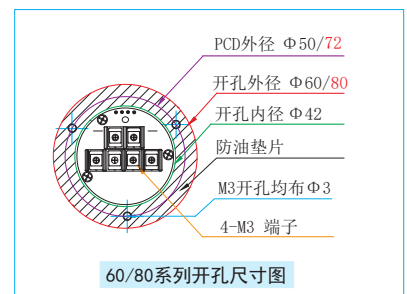 PCD外径 Φ50/72
开孔外径 Φ60/80
开孔内径 Φ42
防油垫片
M3开孔均布Φ3
4-M3 端子
60/80系列开孔尺寸图